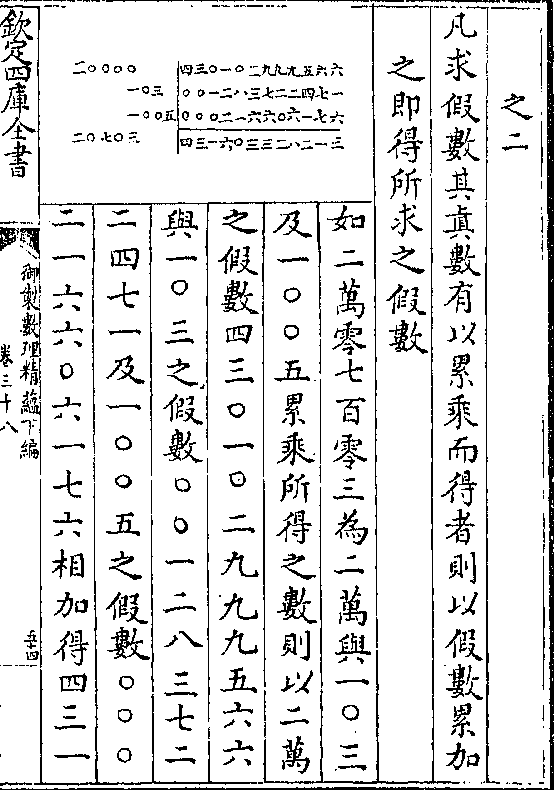 之二
凡求假數其真數有以累乘而得者則以假數累加
之即得所求之假數
二〇〇〇〇 四三〇一〇二九九九五六六
一〇三 〇〇一二八三七二二四七一
一〇〇五 〇〇〇二一六六〇六一七六
二〇七〇三 四三一六〇三三二八二一三
如二萬零七百零三為二萬與一〇三
及一〇〇五累乘所得之數則以二萬
之假數四三〇一〇二九九九五六六
與一〇三之假數〇〇一二八三七二
二四七一及一〇〇五之假數〇〇〇
二一六六〇六一七六相加得四三一
欽定四庫全書
御製數理精蘊下編
卷三十八
五十四